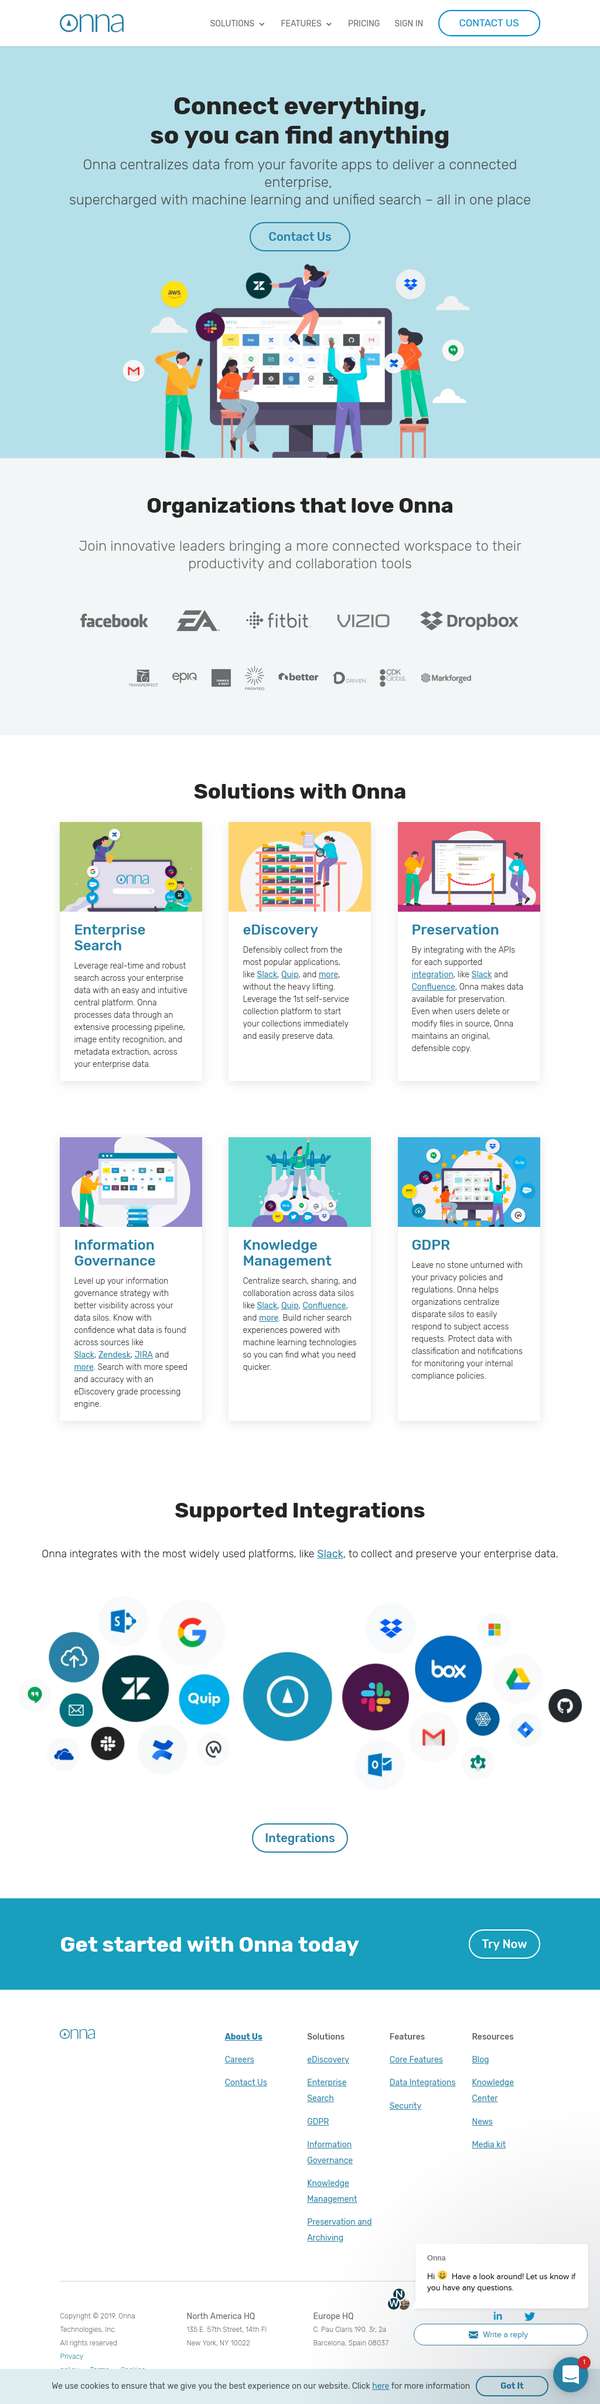 onna
SOLUTIONS
FEATURES
PRICING
SIGN IN
CONTACT US
Connect everything,
so you can find anything
Onna centralizes data from your favorite apps to deliver a connected
enterprise,
supercharged with machine learning and unified search – all in one place
Contact Us
aws
Organizations that love Onna
Join innovative leaders bringing a more connected workspace to their
productivity and collaboration tools
facebook
EA
fitbit
VIZIO
Dropbox
TRANSPERFECT
epiq
better
DRIVEN
CDK
Global
Markforged
Solutions with Onna
onna
Enterprise
Search
Leverage real-time and robust
search across your enterprise
data with an easy and intuitive
central platform. Onna
processes data through an
extensive processing pipeline,
image entity recognition, and
metadata extraction, across
your enterprise data.
eDiscovery
Defensibly collect from the
most popular applications,
like Slack, Quip, and more,
without the heavy lifting.
Leverage the 1st self-service
collection platform to start
your collections immediately
and easily preserve data.
Preservation
By integrating with the APIs
for each supported
integration, like Slack and
Confluence, Onna makes data
available for preservation.
Even when users delete or
modify files in source, Onna
maintains an original,
defensible copy.
Information
Governance
Level up your information
governance strategy with
better visibility across your
data silos. Know with
confidence what data is found
across sources like
Slack, Zendesk, JIRA and
more. Search with more speed
and accuracy with an
eDiscovery grade processing
engine.
Knowledge
Management
Centralize search, sharing, and
collaboration across data silos
like Slack, Quip, Confluence,
and more. Build richer search
experiences powered with
machine learning technologies
so you can find what you need
quicker.
GDPR
Leave no stone unturned with
your privacy policies and
regulations. Onna helps
organizations centralize
disparate silos to easily
respond to subject access
requests. Protect data with
classification and notifications
for monitoring your internal
compliance policies.
Supported Integrations
Onna integrates with the most widely used platforms, like Slack, to collect and preserve your enterprise data.
Quip
box
Integrations
Get started with Onna today
Try Now
onna
About Us
Careers
Contact Us
Solutions
eDiscovery
Enterprise
Search
GDPR
Information
Governance
Knowledge
Management
Preservation and
Archiving
Features
Core Features
Data Integrations
Security
Resources
Blog
Knowledge
Center
News
Media kit
Copyright © 2019, Onna
Technologies, Inc.
All rights reserved
Privacy
North America HQ
135 E. 57th Street, 14th Fl
New York, NY 10022
Europe HQ
C. Pau Claris 190. 3r, 2a
Barcelona, Spain 08037
Onna
Hi 😃 Have a look around! Let us know if
you have any questions.
Write a reply
1
We use cookies to ensure that we give you the best experience on our website. Click here for more information
Got It